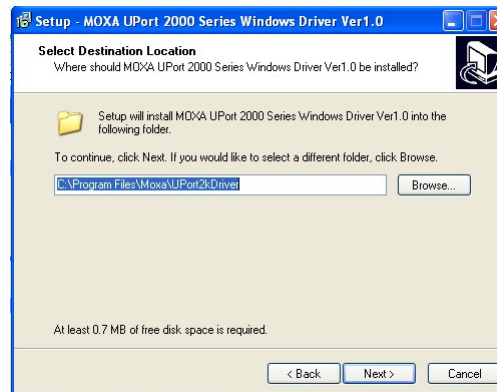 Setup - MOXA UPort 2000 Series Windows Driver Ver1.0
Select Destination Location
Where should MOXA UPort 2000 Series Windows Driver Ver1.0 be installed?
Setup will install MOXA UPort 2000 Series Windows Driver Ver1.0 into the
following folder.
To continue, click Next. If you would like to select a different folder, click Browse.
C:\Program Files\Moxa\UPort2kDriver
Browse...
At least 0.7 MB of free disk space is required.
< Back
Next >
Cancel